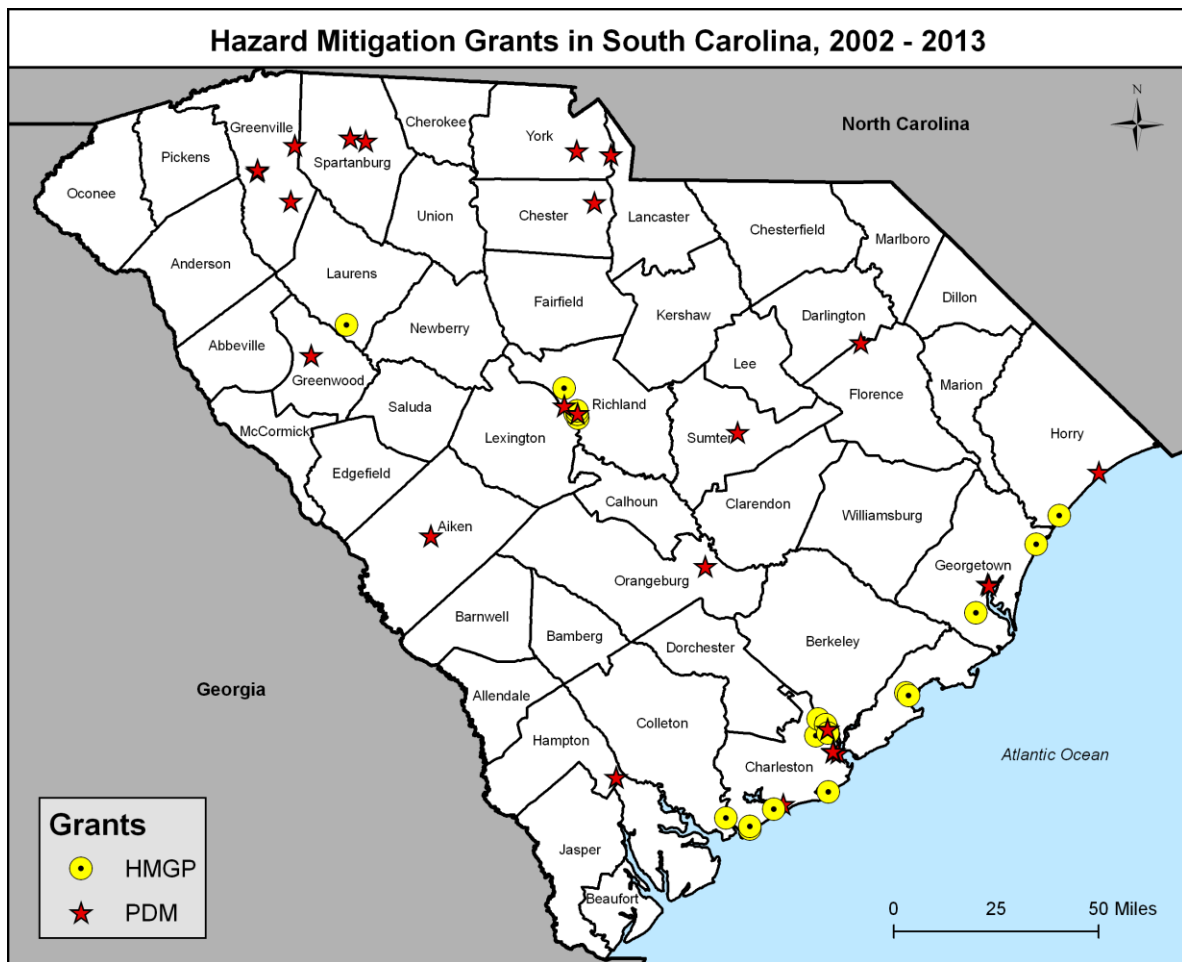 Hazard Mitigation Grants in South Carolina, 2002 - 2013
N
North Carolina
Cherokee
York
Greenville
Pickens
Spartanburg
Oconee
Union
Chester
Lancaster
Chesterfield
Marlboro
Anderson
Laurens
Fairfield
Kershaw
Dillon
Darlington
Newberry
Abbeville
Lee
Greenwood
Marion
Florence
Saluda
Richland
McCormick
Lexington
Sumter
Horry
Edgefield
Calhoun
Clarendon
Williamsburg
Aiken
Georgetown
Orangeburg
Barnwell
Bamberg
Dorchester
Berkeley
Georgia
Allendale
Colleton
Hampton
Atlantic Ocean
Charleston
Jasper
Beaufort
Grants
HMGP
PDM
0 25 50 Miles